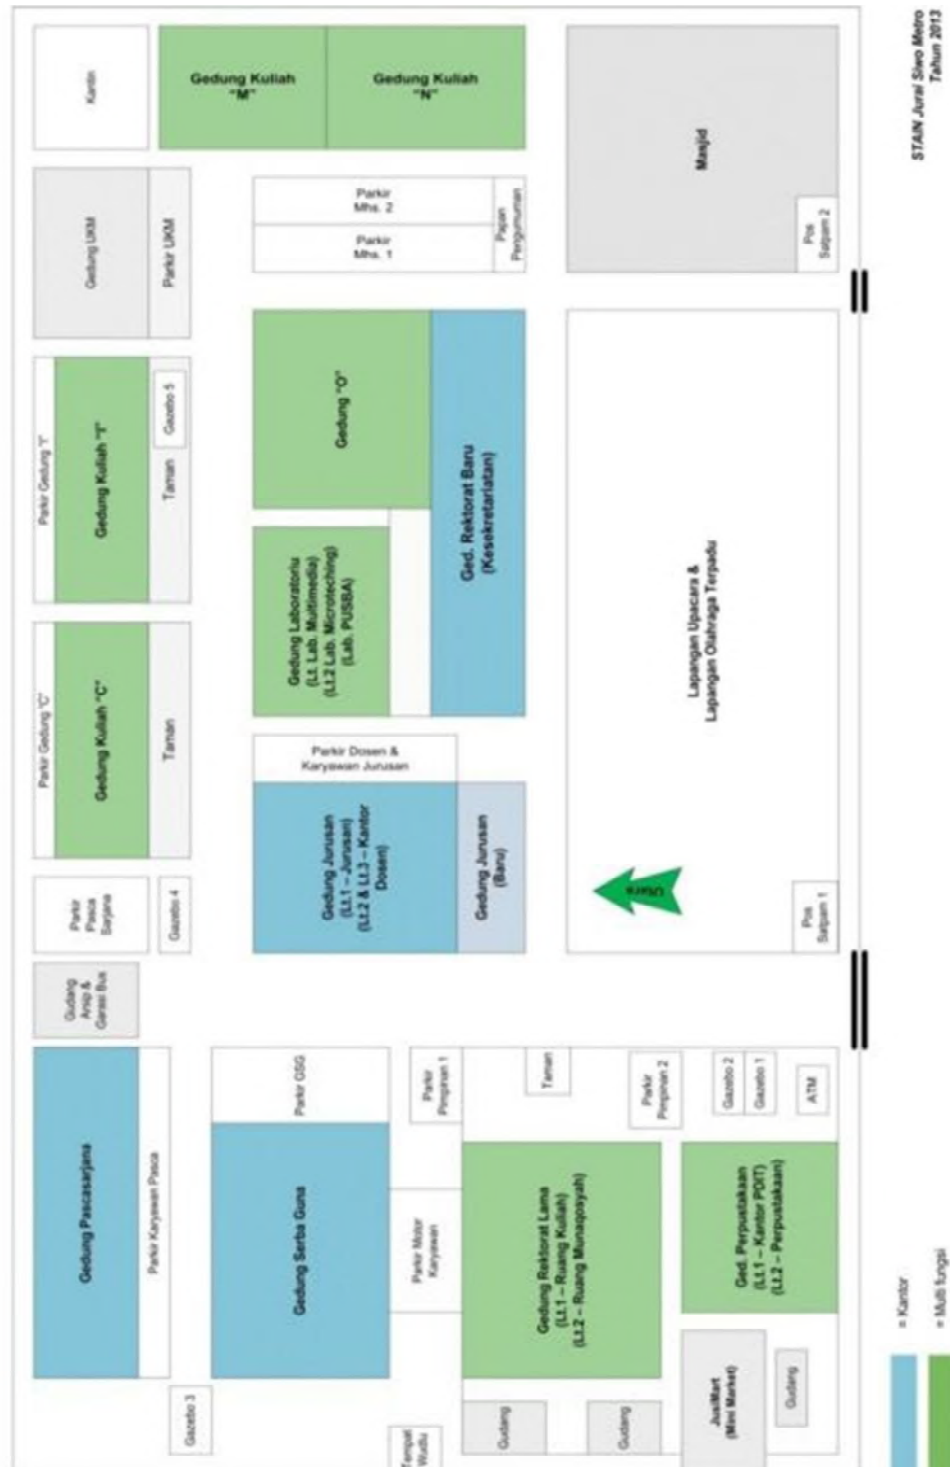 STAIN Jurai Siwo Metro
Tahun 2013
Kantin
Gedung Kuliah
"M"
Gedung Kuliah
"N"
Masjid
Pos
Satpam 2
Gedung UKM
Parkir UKM
Parkir
Mhs. 2
Parkir
Mhs. 1
Papan
Pengumuman
Parkir Gedung "I"
Gedung Kuliah "I"
Gazebo 5
Taman
Gedung "O"
Ged. Rektorat Baru
(Kesekretariatan)
Gedung Laboratoriu
(Lt. Lab. Multimedia)
(Lt.2 Lab. Microteching)
(Lab. PUSBA)
Lapangan Upacara &
Lapangan Olahraga Terpadu
Parkir Gedung "C"
Gedung Kuliah "C"
Taman
Parkir Dosen &
Karyawan Jurusan
Gedung Jurusan
(Lt.1 – Jurusan)
(Lt.2 & Lt.3 – Kantor
Dosen)
Gedung Jurusan
(Baru)
Utara
Pos
Satpam 1
Parkir
Pasca
Sarjana
Gazebo 4
Gudang
Arsip &
Garasi Bus
Gedung Pascasarjana
Parkir Karyawan Pasca
Parkir GSG
Gedung Serba Guna
Parkir
Pimpinan 1
Taman
Parkir
Pimpinan 2
Gazebo 2
Gazebo 1
ATM
Parkir Motor
Karyawan
Gedung Rektorat Lama
(Lt.1 – Ruang Kuliah)
(Lt.2 – Ruang Munaqosyah)
Ged. Perpustakaan
(Lt.1 – Kantor PDIT)
(Lt.2 – Perpustakaan)
Gazebo 3
Tempat
Wudlu
Gudang
Gudang
JusiMart
(Mini Market)
Gudang
= Kantor
= Multi fungsi